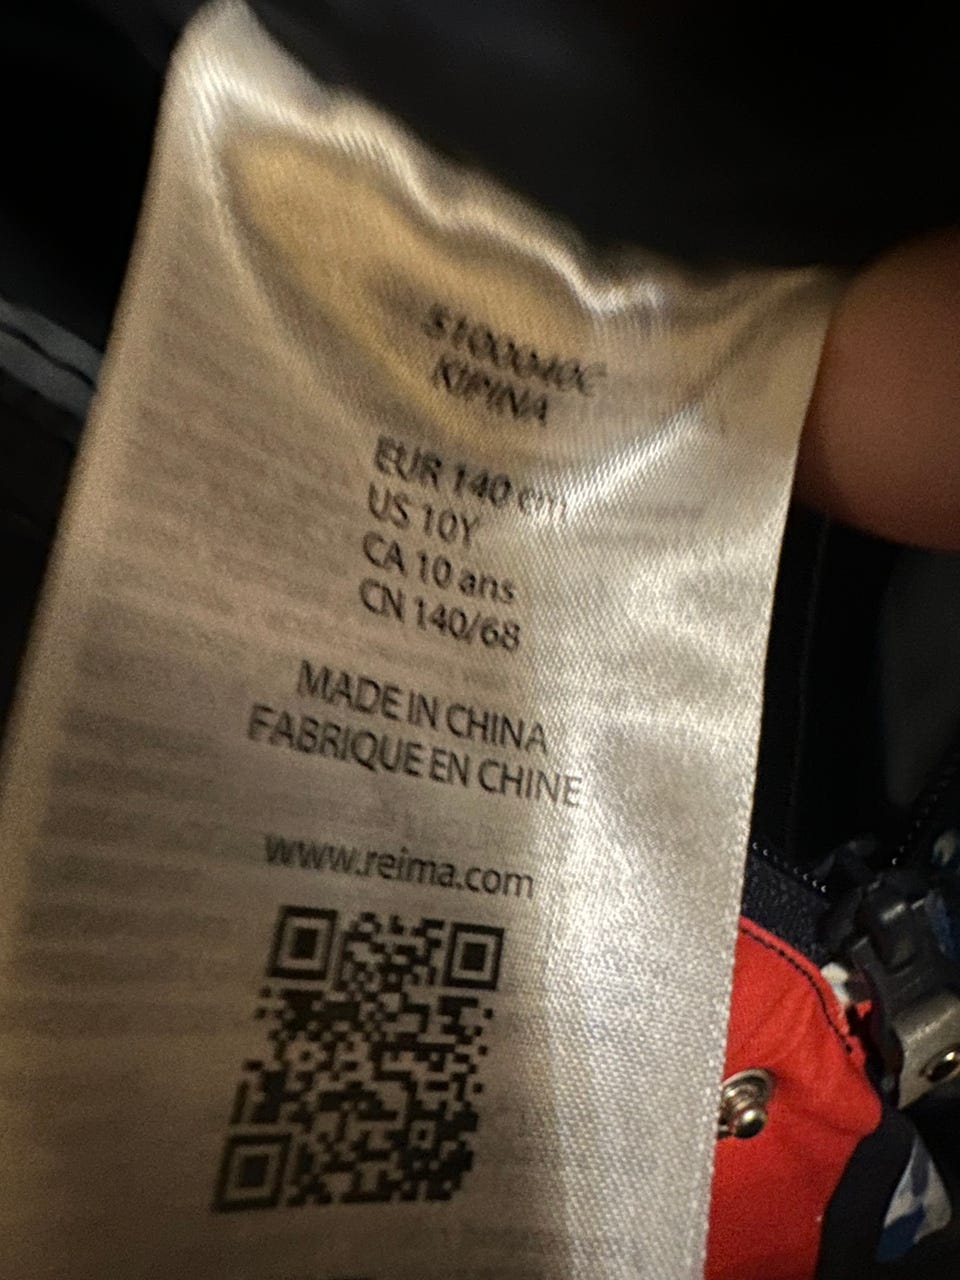 5100040C
KIPINA
EUR 140 cm
US 10Y
CA 10 ans
CN 140/68
MADE IN CHINA
FABRIQUE EN CHINE
www.reima.com